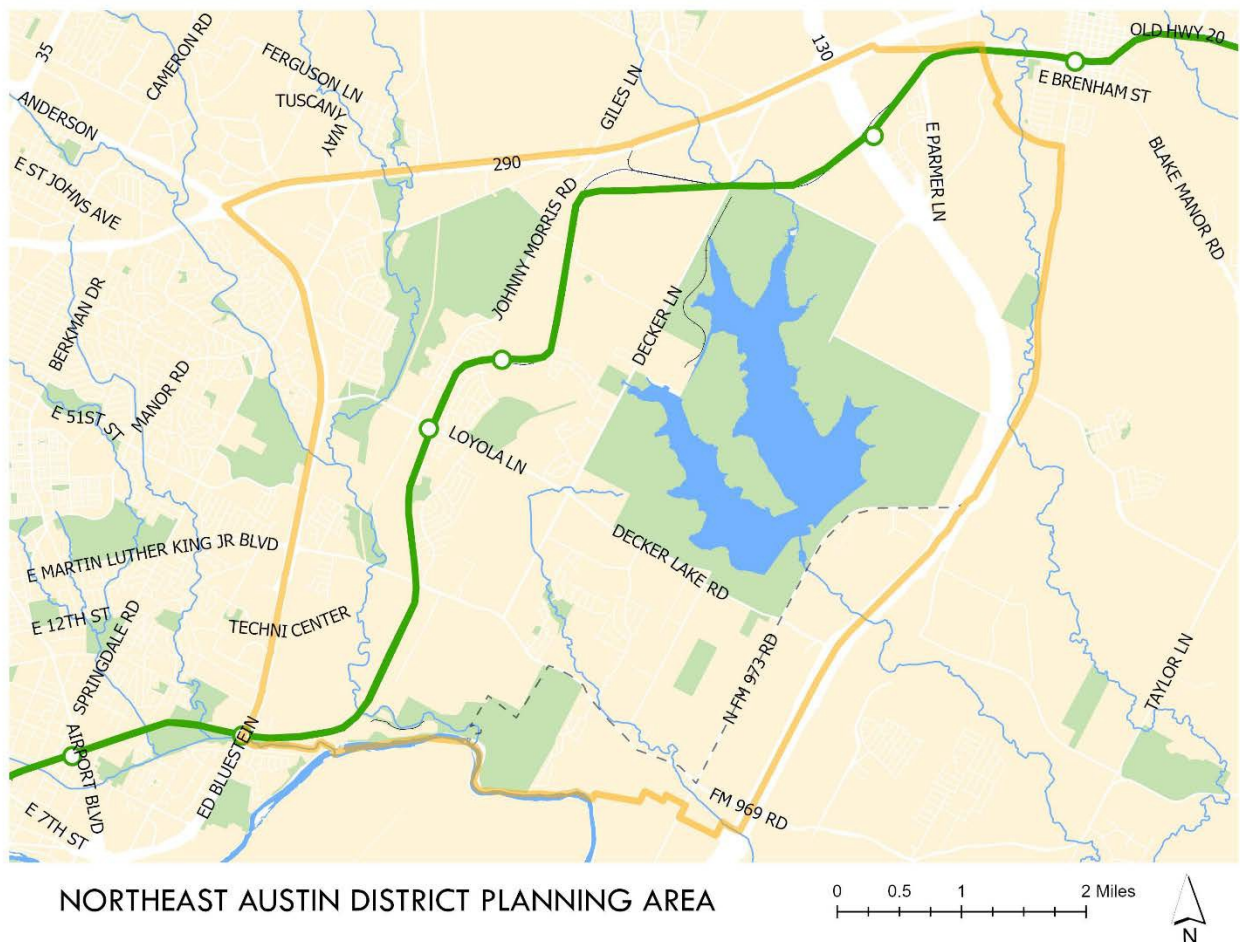 35
CAMERON RD
FERGUSON LN
TUSCANY
WAY
GILES LN
130
OLD HWY 20
E BRENHAM ST
ANDERSON
E ST JOHNS AVE
290
E PARMER LN
BLAKE MANOR
RD
JOHNNY MORRIS RD
BERKMAN DR
MANOR RD
DECKER LN
E 51ST ST
LOYOLA LN
E MARTIN LUTHER KING JR BLVD
DECKER LAKE RD
E 12TH ST
SPRINGDALE RD
TECHNI CENTER
N FM 973 RD
TAYLOR LN
AIRPORT BLVD
ED BLUESTEIN
E 7TH ST
FM 969 RD
NORTHEAST AUSTIN DISTRICT PLANNING AREA
0 0.5 1 2 Miles
N